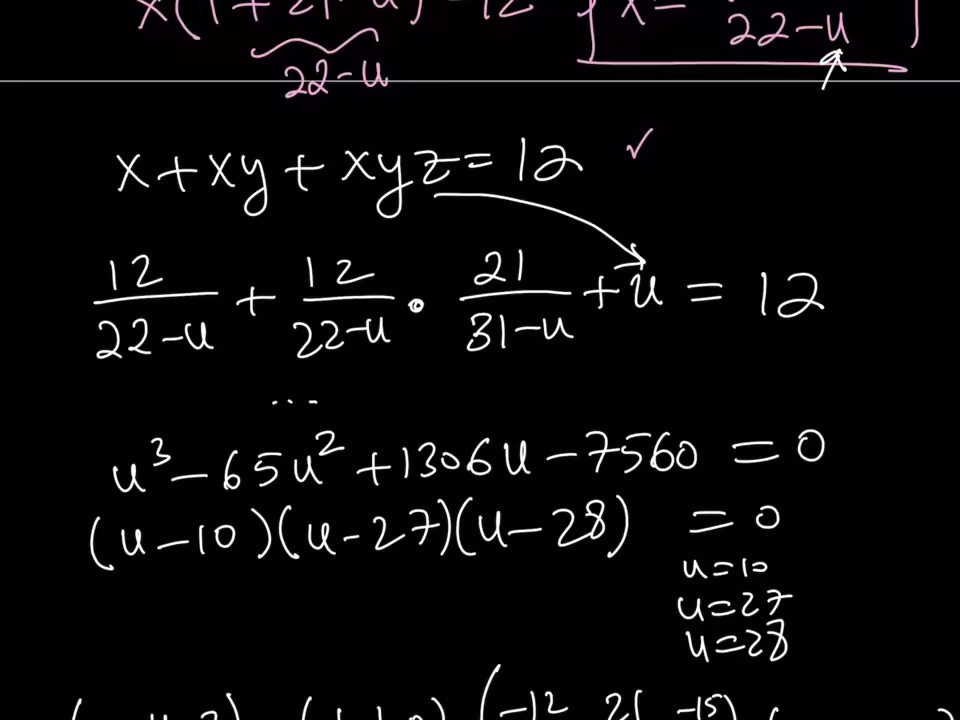 x = 22-u
22-u
x + xy + xyz = 12 ✓
12/(22-u) + 12/(22-u) · 21/(31-u) + u = 12
...
u³ - 65u² + 1306u - 7560 = 0
(u-10)(u-27)(u-28) = 0
u=10
u=27
u=28